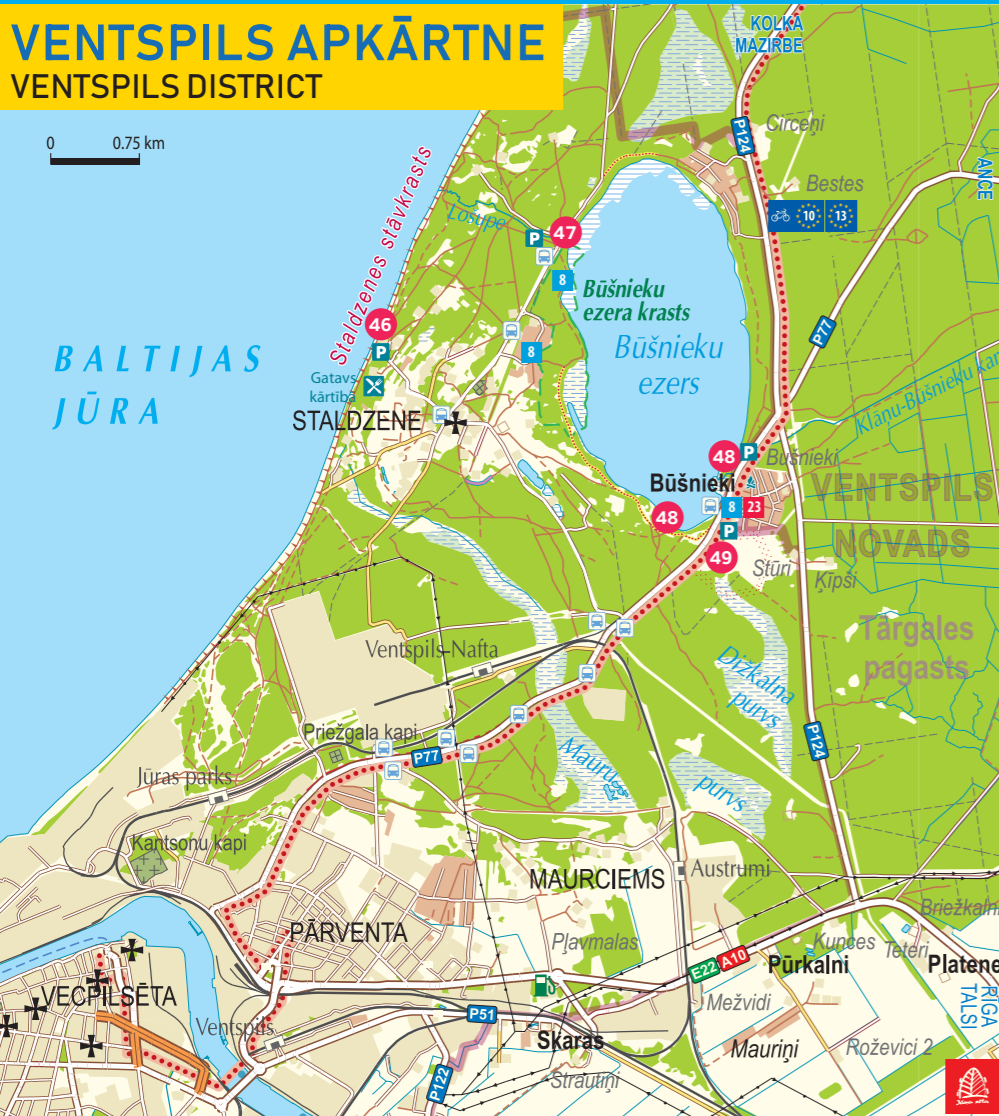 VENTSPILS APKĀRTNE
VENTSPILS DISTRICT
0 0.75 km
KOLKA
MAZIRBE
P124
Circeņi
ANCE
Bestes
10 13
Staldzenes stāvkrasts
Lošupe
P
47
8
Būšnieku
ezera krasts
Būšnieku
ezers
46
P
Gatavs
kārtībā
8
P77
BALTIJAS
JŪRA
STALDZENE
Klāņu-Būšnieku kan
48
P
Būšnieki
Būšnieki
8 23
48
P
49
VENTSPILS
NOVADS
Stūri
Ķīpši
Tārgales
pagasts
Ventspils-Nafta
Dižkalna
purvs
Priežgala kapi
P77
P124
Maurusa
purvs
Jūras parks
Kantsonu kapi
MAURCIEMS
Austrumi
PĀRVENTA
Pļavmalas
Briežkalni
Kunces
Teteri
Pūrkalni
Platene
E22 A10
VECPILSĒTA
Mežvidi
RĪGA
TALSI
Ventspils
P51
Skaras
Mauriņi
Roževici 2
P122
Strautiņi